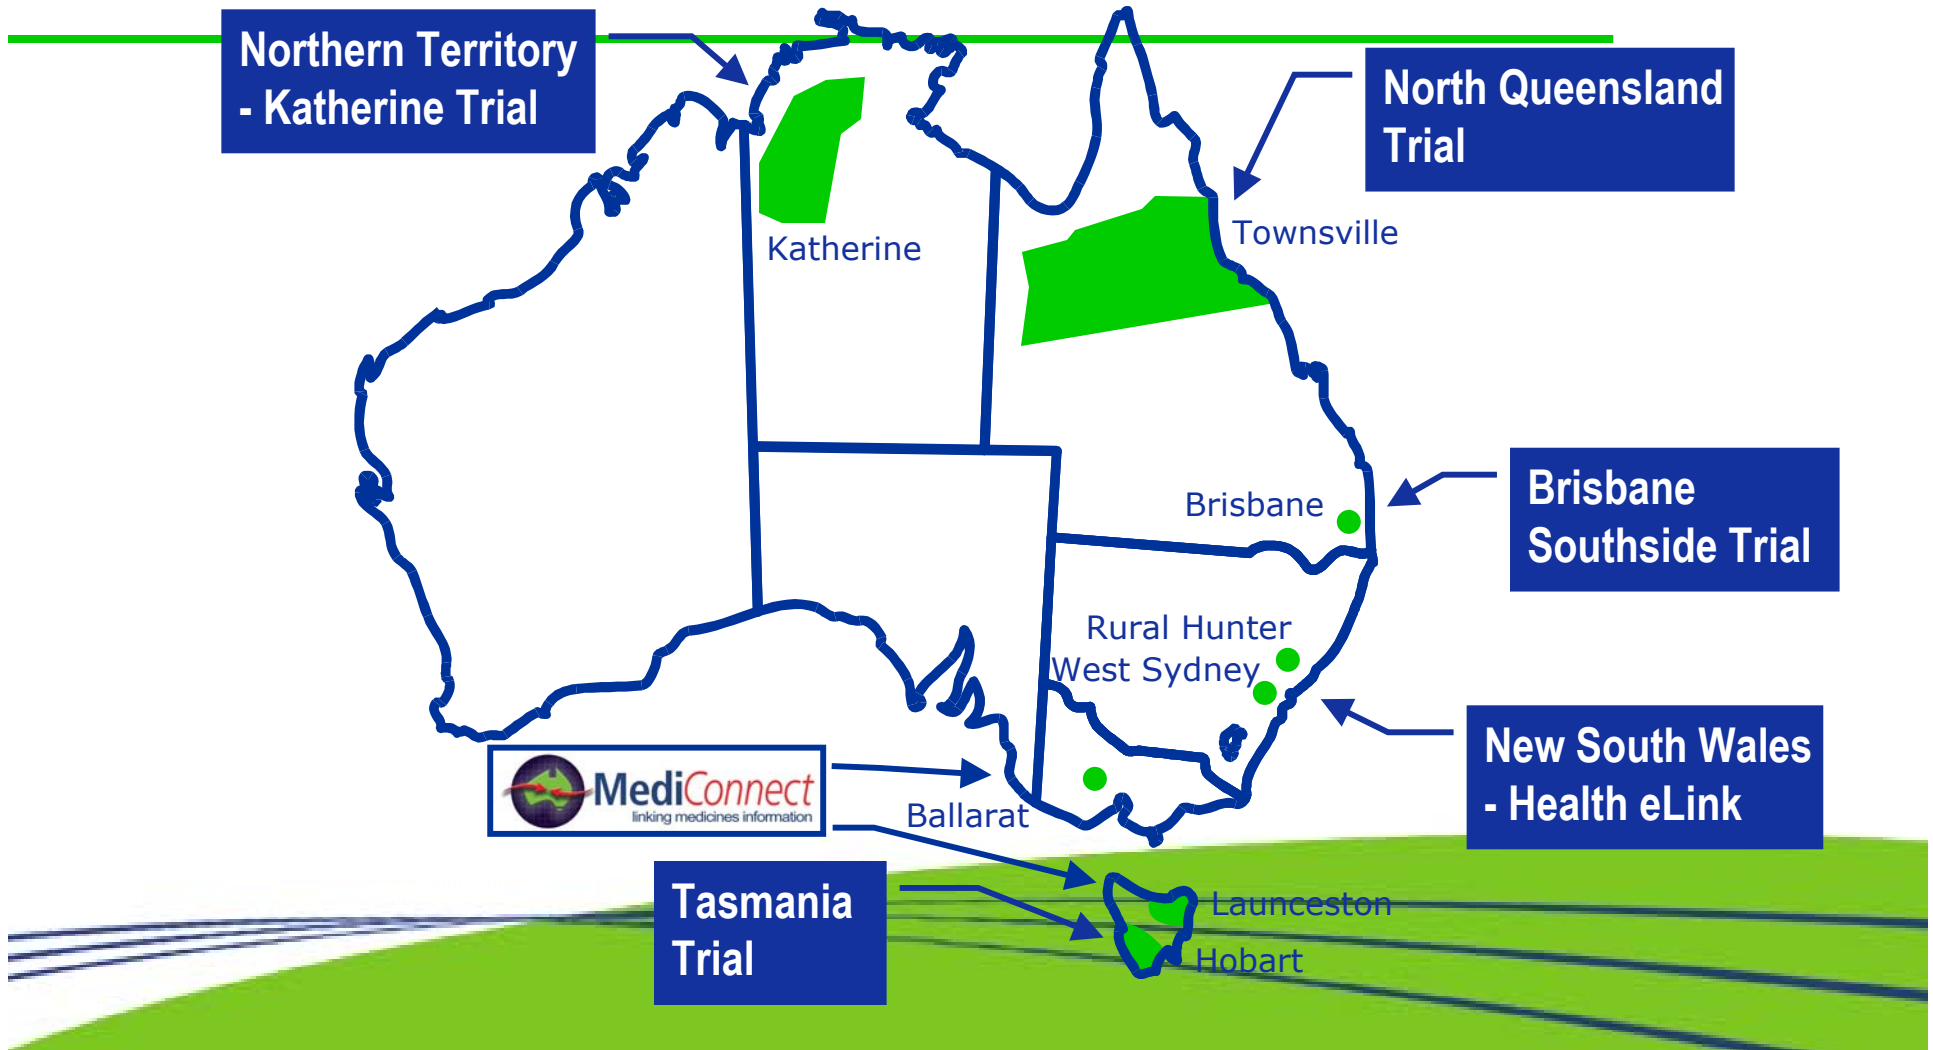 Northern Territory
- Katherine Trial
North Queensland
Trial
Townsville
Katherine
Brisbane
Brisbane
Southside Trial
Rural Hunter
West Sydney
New South Wales
- Health eLink
MediConnect
linking medicines information
Ballarat
Tasmania
Trial
Launceston
Hobart